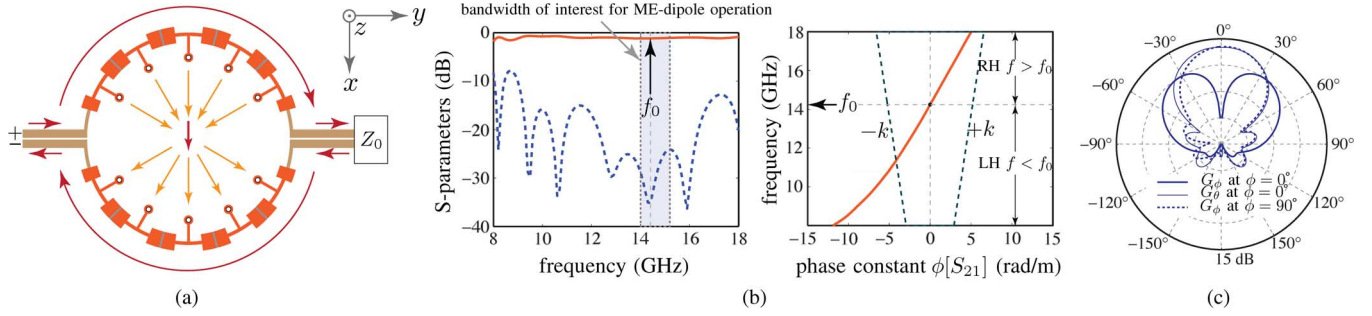 z
y
x
+
−
Z₀
(a)
bandwidth of interest for ME-dipole operation
S-parameters (dB)
0
−10
−20
−30
−40
f₀
8 10 12 14 16 18
frequency (GHz)
frequency (GHz)
18
16
14
12
10
f₀
RH f > f₀
−k
+k
LH f < f₀
−15 −10 −5 0 5 10 15
phase constant ϕ[S₂₁] (rad/m)
(b)
0°
−30° 30°
−60° 60°
−90° 90°
−120° 120°
−150° 150°
15 dB
G_ϕ at ϕ = 0°
G_θ at ϕ = 0°
G_ϕ at ϕ = 90°
(c)